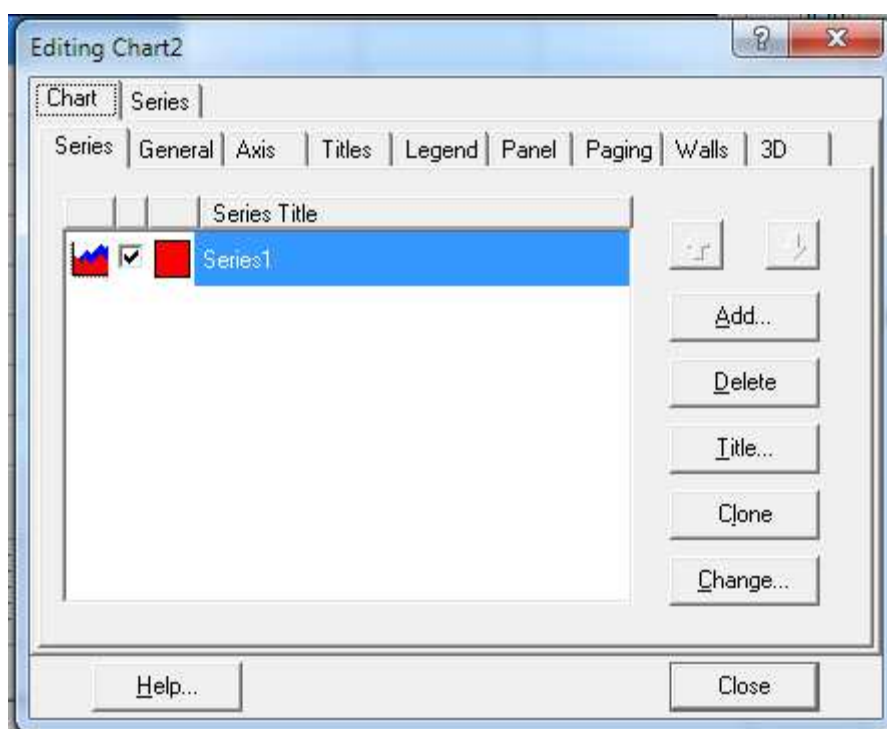 Editing Chart2
Chart Series
Series General Axis Titles Legend Panel Paging Walls 3D
Series Title
Series1
Add...
Delete
Title...
Clone
Change...
Help... Close